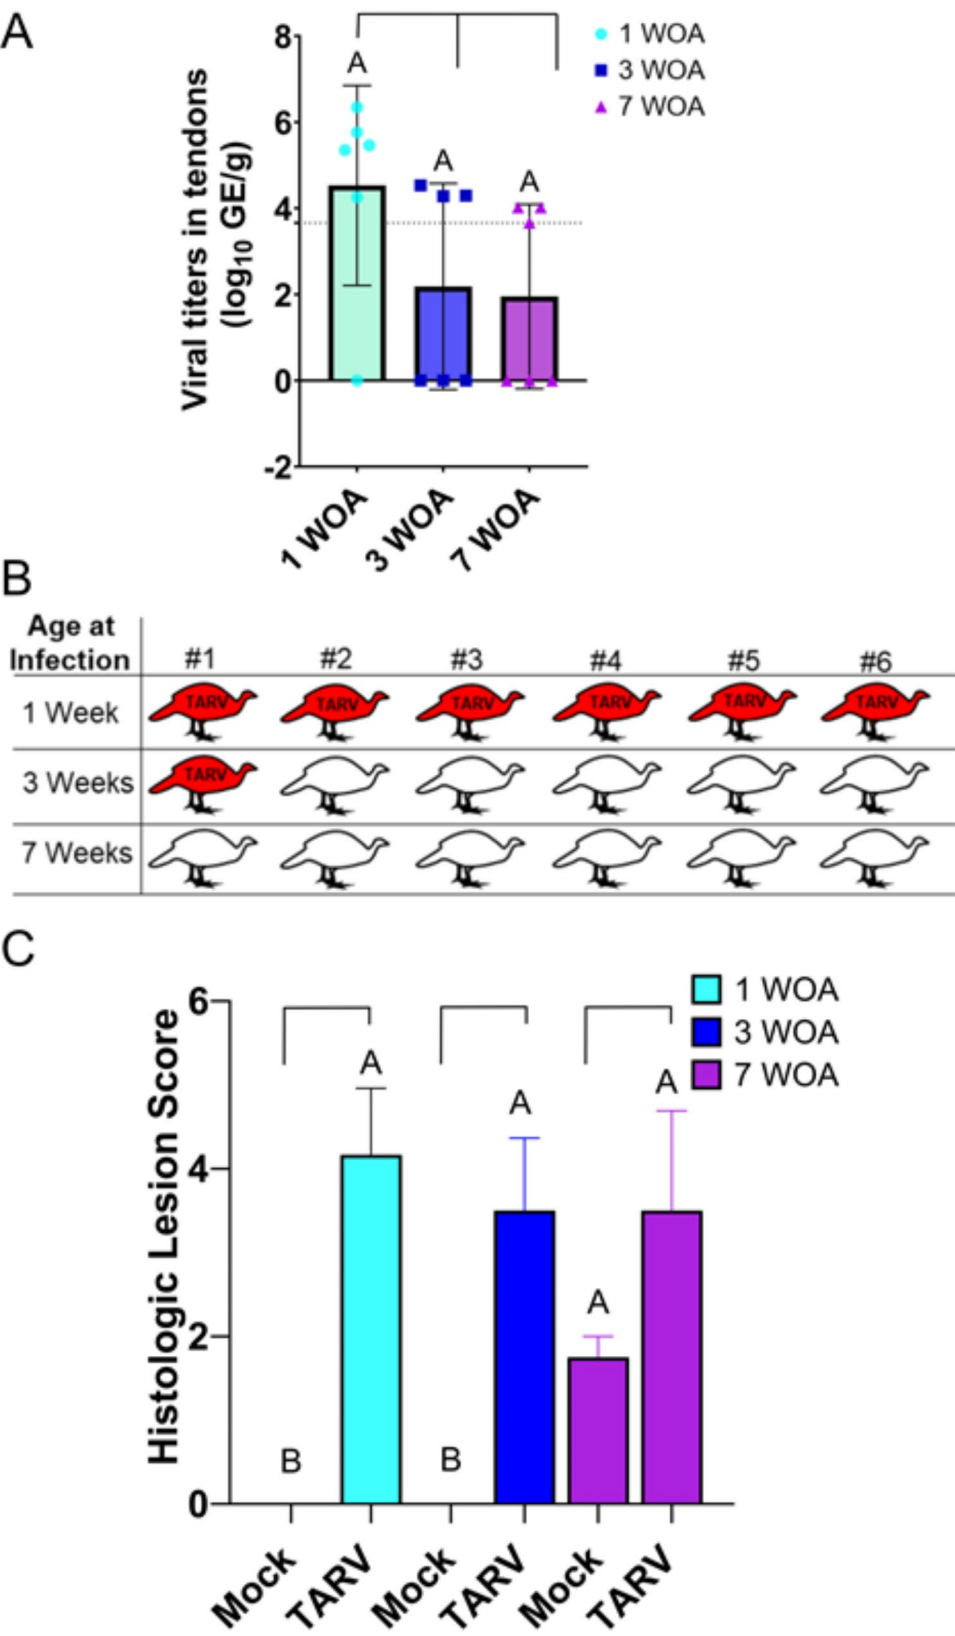 A
Viral titers in tendons
(log10 GE/g)
8
6
4
2
0
-2
A
A
A
1 WOA
3 WOA
7 WOA
1 WOA
3 WOA
7 WOA
B
Age at
Infection
#1 #2 #3 #4 #5 #6
1 Week TARV TARV TARV TARV TARV TARV
3 Weeks TARV
7 Weeks
C
Histologic Lesion Score
6
4
2
0
1 WOA
3 WOA
7 WOA
B
A
B
A
A
A
Mock
TARV
Mock
TARV
Mock
TARV